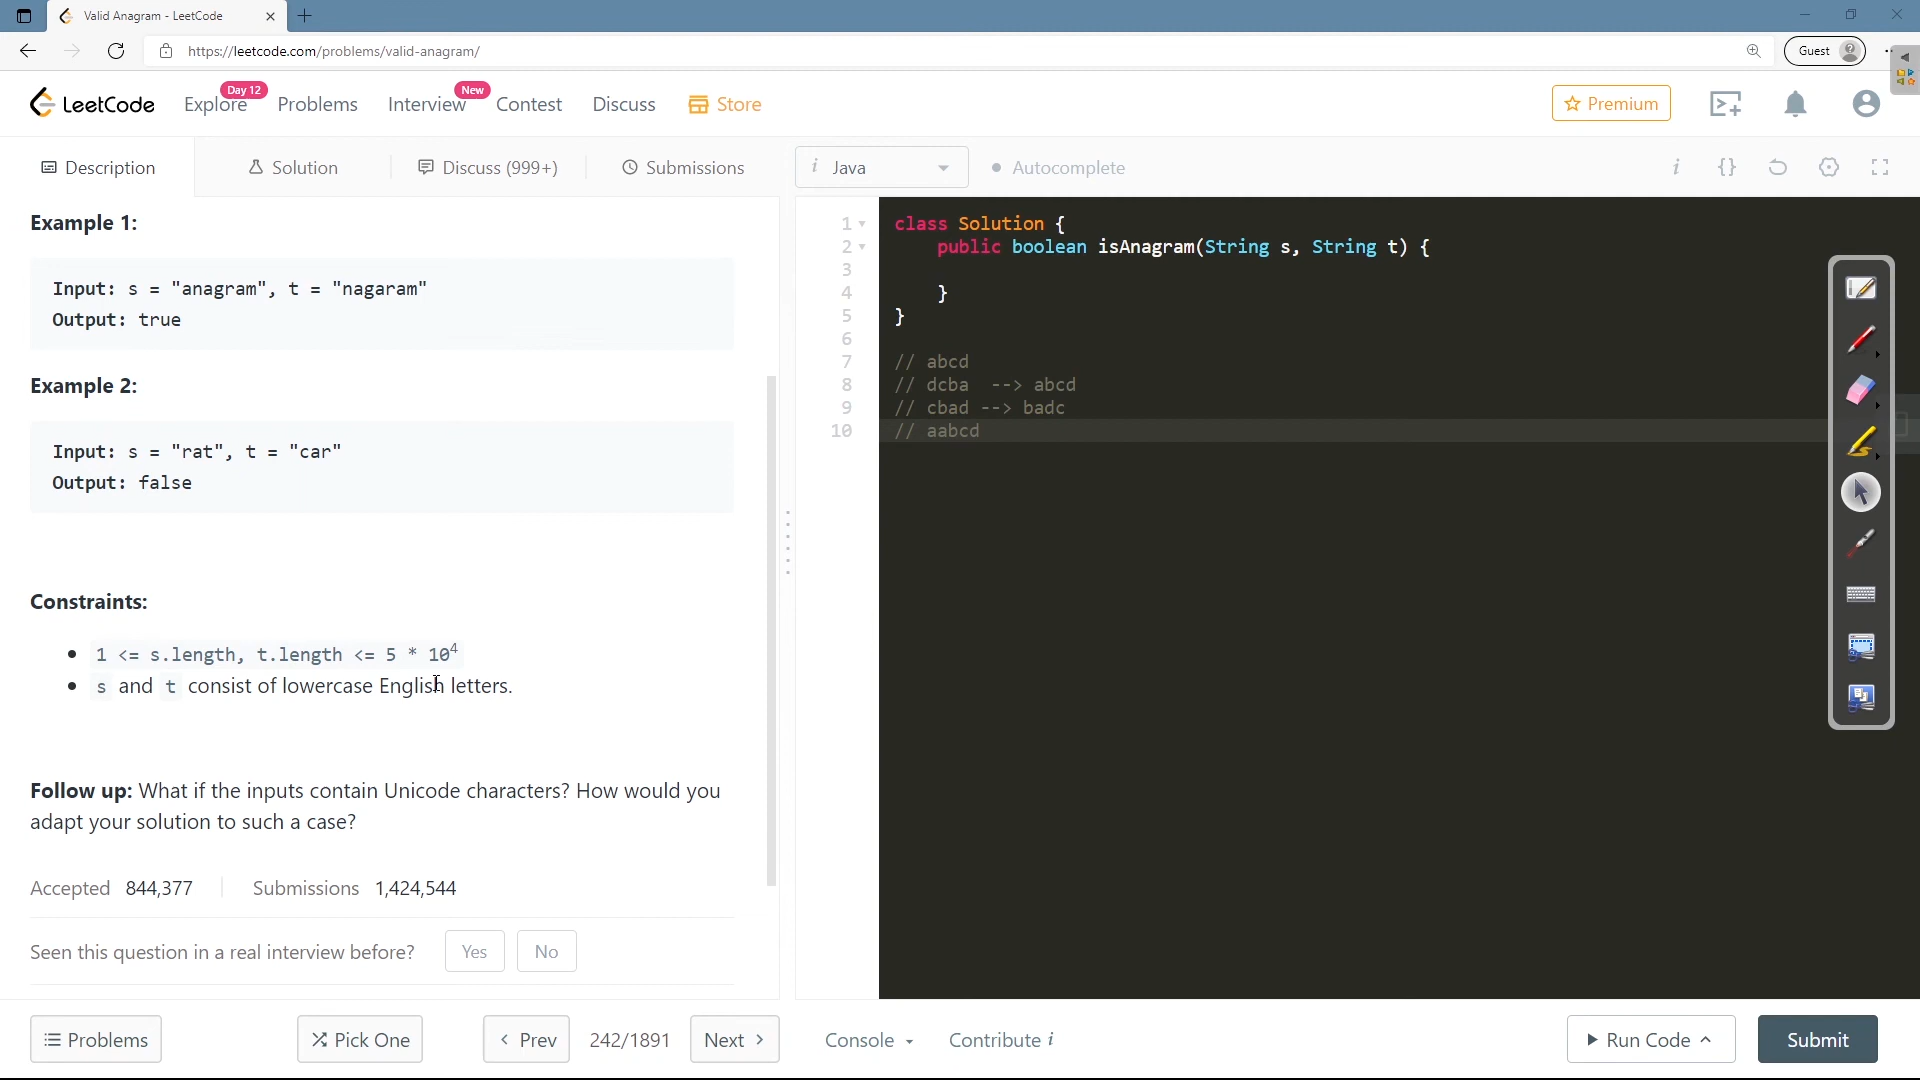 Valid Anagram - LeetCode
https://leetcode.com/problems/valid-anagram/
Guest
LeetCode
Explore
Day 12
Problems
Interview
New
Contest
Discuss
Store
Premium
Description
Solution
Discuss (999+)
Submissions
i Java
Autocomplete
i
{}
Example 1:
Input: s = "anagram", t = "nagaram"
Output: true
Example 2:
Input: s = "rat", t = "car"
Output: false
Constraints:
1 <= s.length, t.length <= 5 * 10⁴
s and t consist of lowercase English letters.
Follow up: What if the inputs contain Unicode characters? How would you
adapt your solution to such a case?
Accepted 844,377 Submissions 1,424,544
Seen this question in a real interview before? Yes No
1 class Solution {
2 public boolean isAnagram(String s, String t) {
3
4 }
5 }
6
7 // abcd
8 // dcba --> abcd
9 // cbad --> badc
10 // aabcd
Problems
Pick One
Prev
242/1891
Next
Console
Contribute i
Run Code
Submit